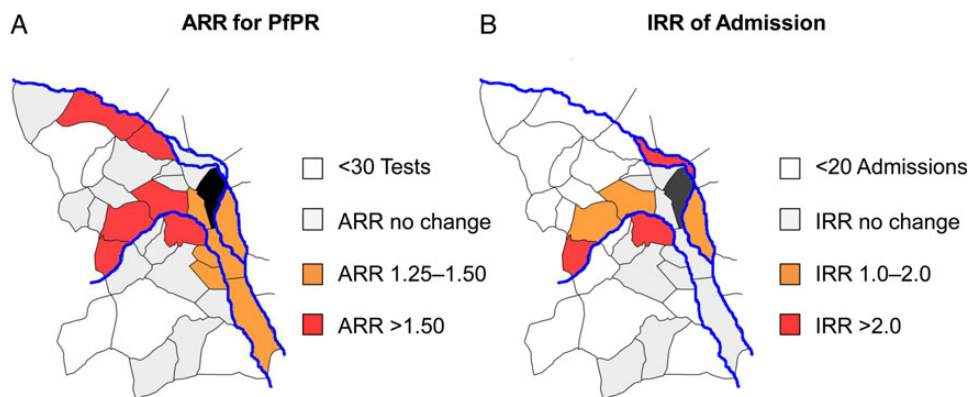 A
ARR for PfPR
<30 Tests
ARR no change
ARR 1.25–1.50
ARR >1.50
B
IRR of Admission
<20 Admissions
IRR no change
IRR 1.0–2.0
IRR >2.0